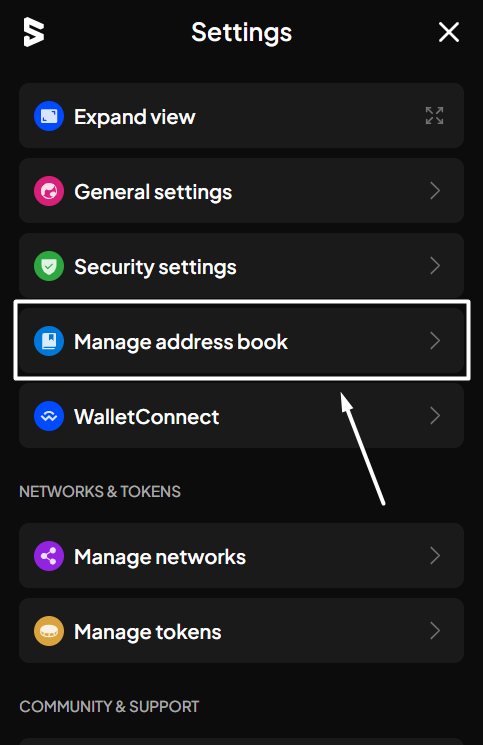 Settings
Expand view
General settings
Security settings
Manage address book
WalletConnect
NETWORKS & TOKENS
Manage networks
Manage tokens
COMMUNITY & SUPPORT